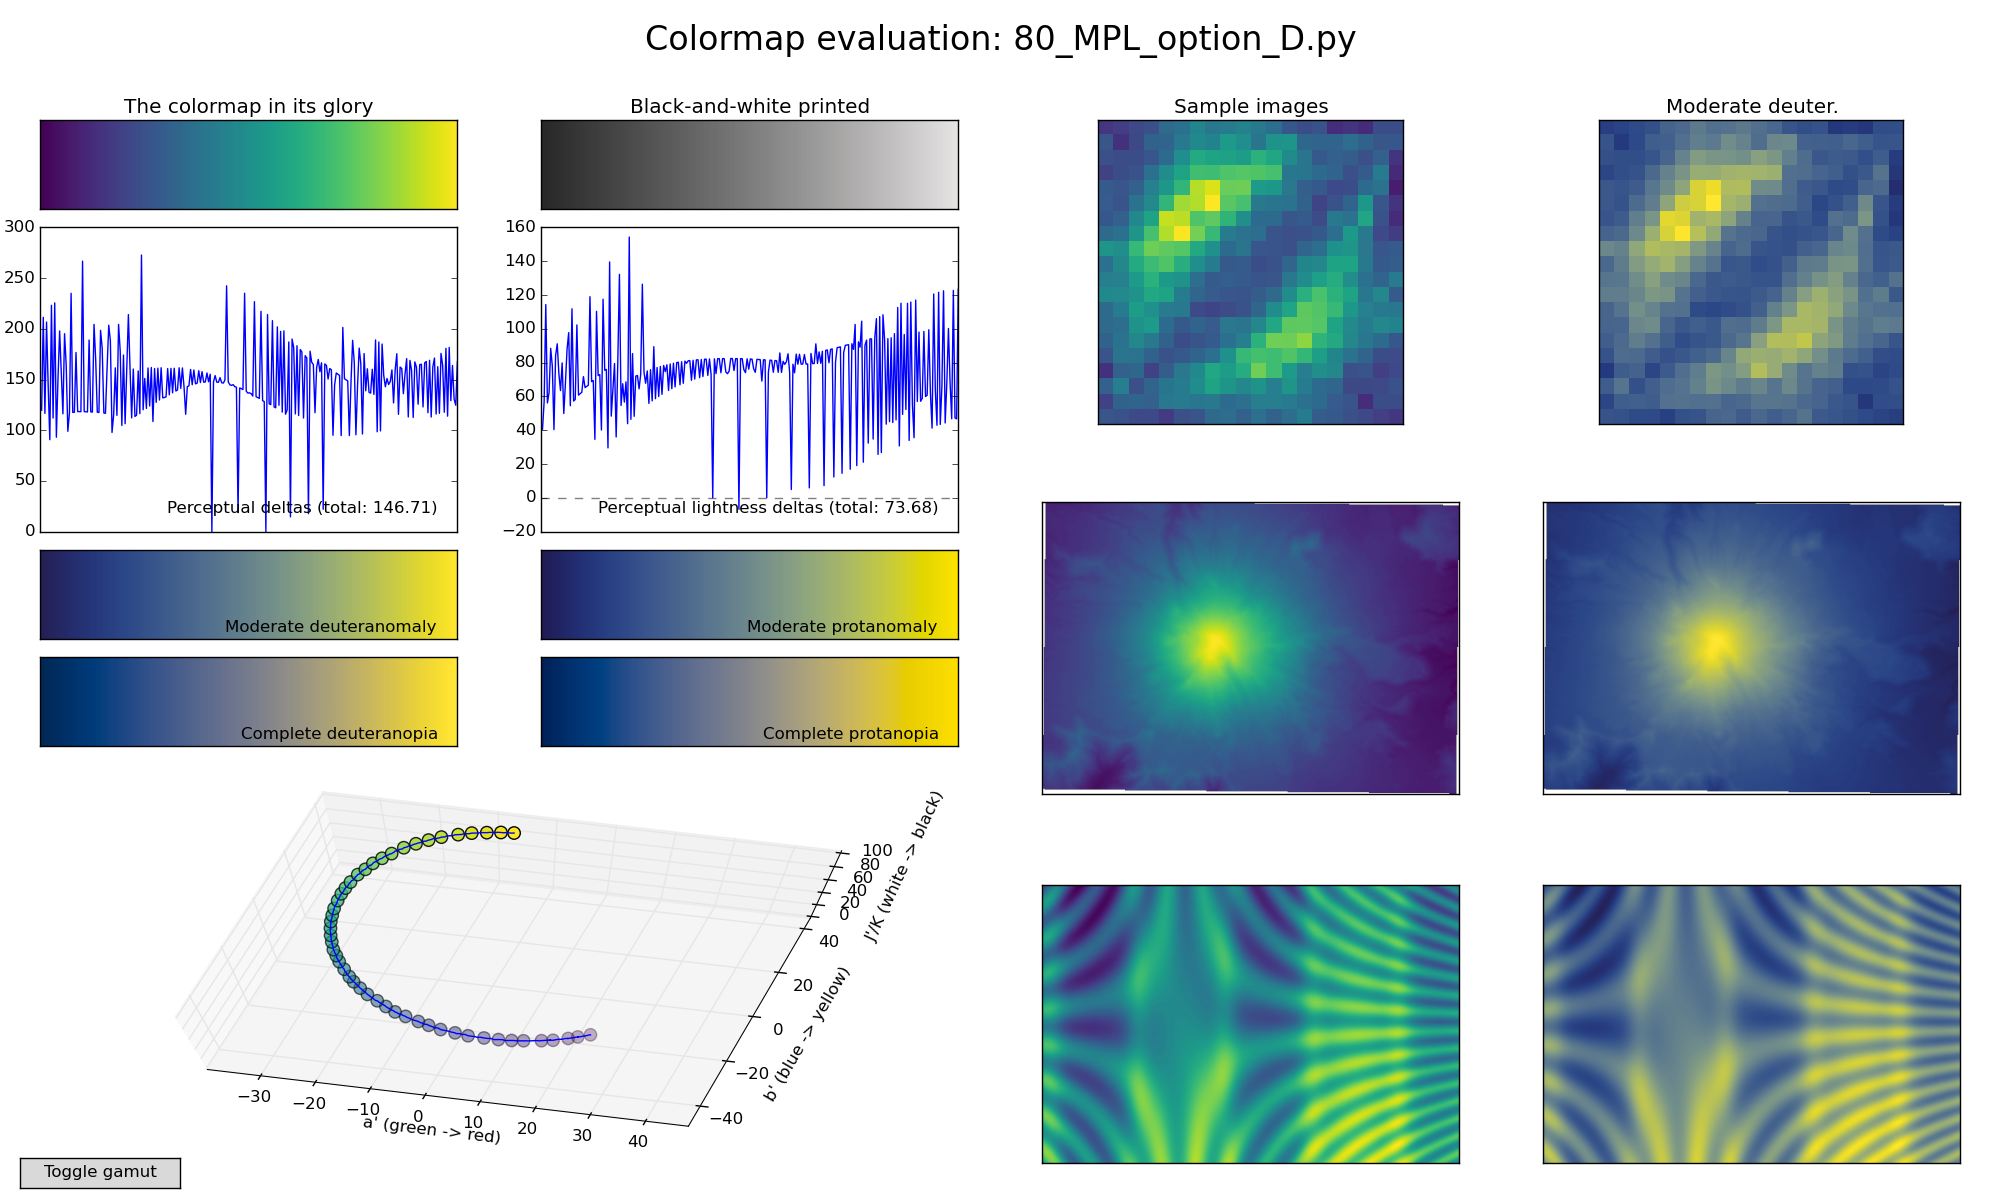 Colormap evaluation: 80_MPL_option_D.py
The colormap in its glory
Black-and-white printed
Sample images
Moderate deuter.
300
250
200
150
100
50
0
Perceptual deltas (total: 146.71)
160
140
120
100
80
60
40
20
0
−20
Perceptual lightness deltas (total: 73.68)
Moderate deuteranomaly
Moderate protanomaly
Complete deuteranopia
Complete protanopia
−30
−20
−10
0
10
20
30
40
a' (green -> red)
40
20
0
−20
−40
b' (blue -> yellow)
100
80
60
40
20
0
J'/K (white -> black)
Toggle gamut